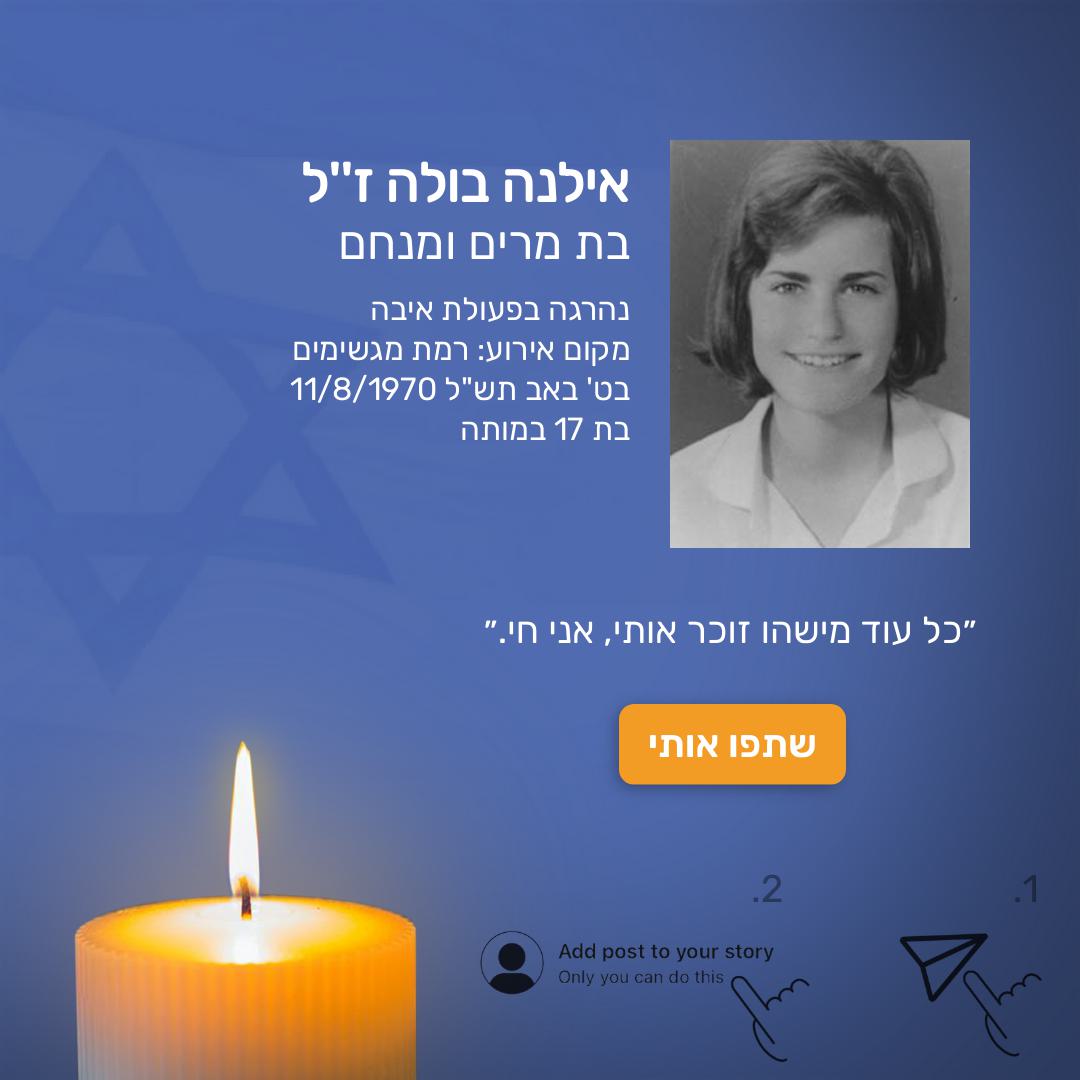 אילנה בולה ז''ל
בת מרים ומנחם
נהרגה בפעולת איבה
מקום אירוע: רמת מגשימים
בט' באב תש"ל 11/8/1970
בת 17 במותה
״כל עוד מישהו זוכר אותי, אני חי.״
שתפו אותי
.1
.2
Add post to your story
Only you can do this